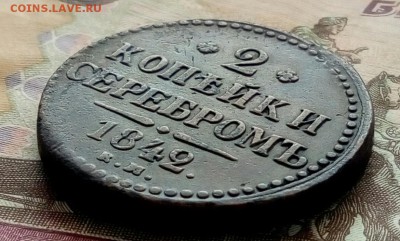 COINS.LAVE.RU
* 2 *
КОПѢЙКИ
СЕРЕБРОМЪ
1842.